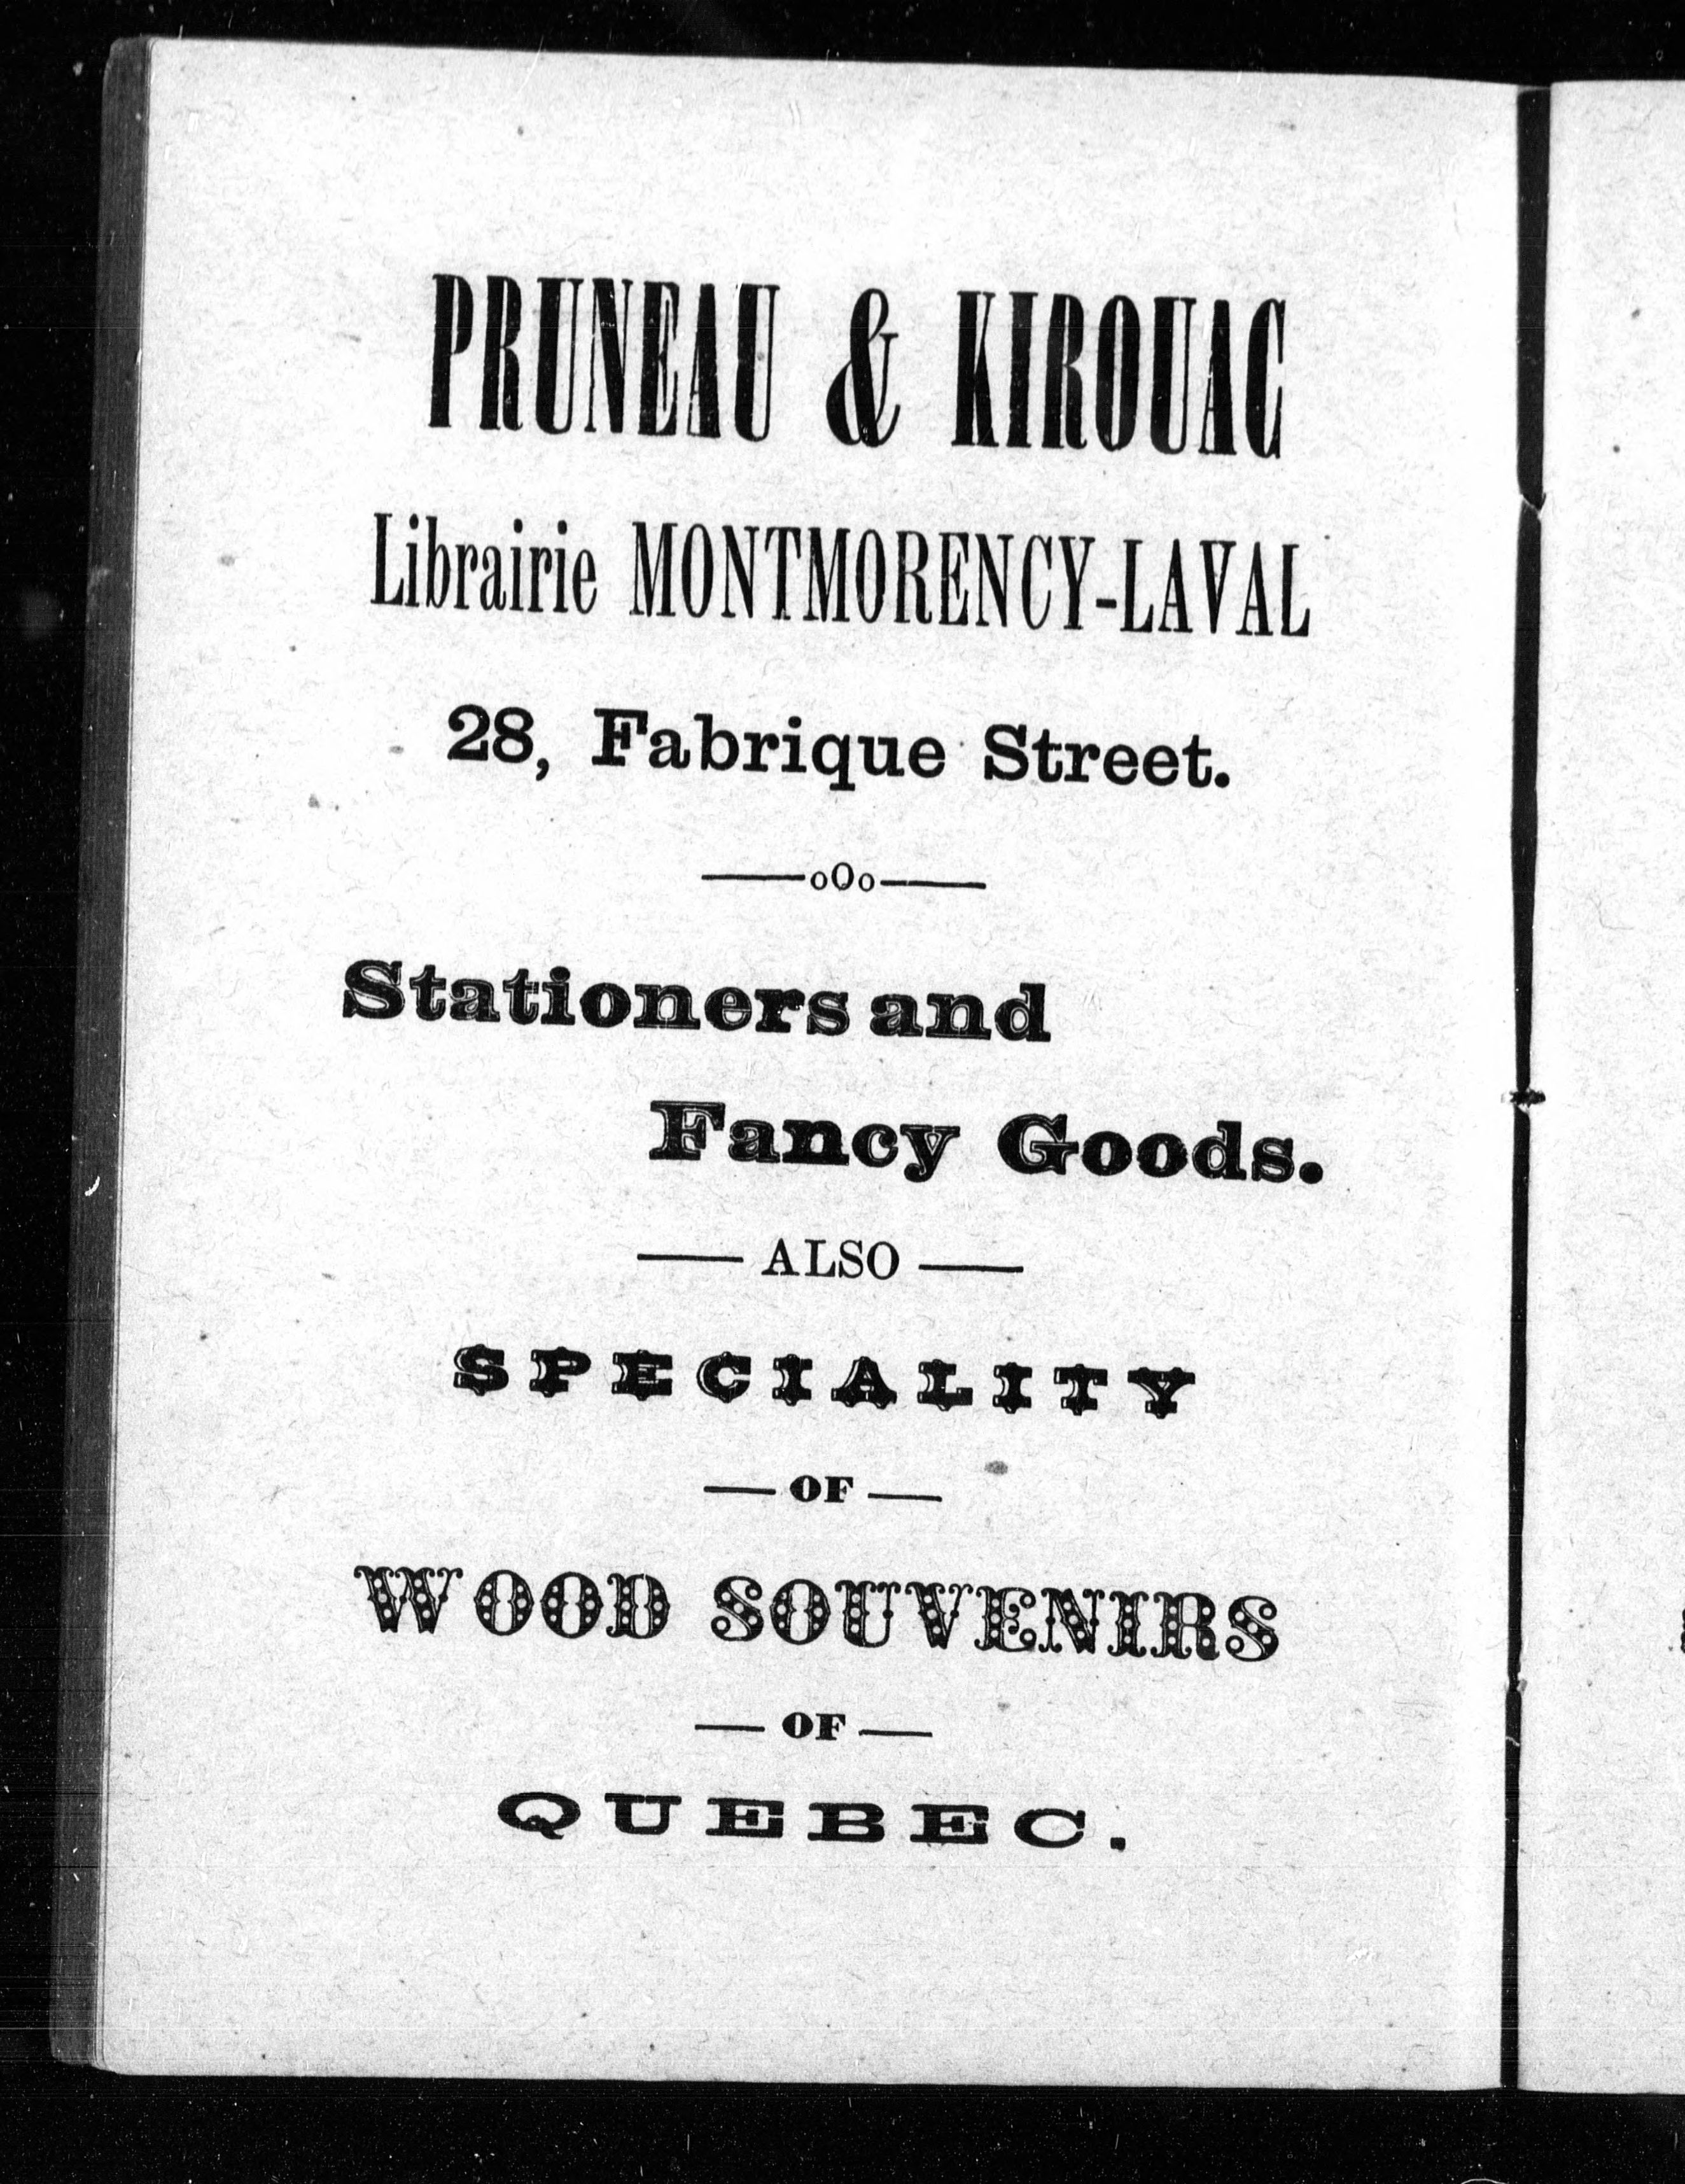 PRUNEAU & KIROUAC
Librairie MONTMORENCY-LAVAL
28, Fabrique Street.
——oOo——
Stationers and
Fancy Goods.
—— ALSO ——
SPECIALITY
— OF —
WOOD SOUVENIRS
— OF —
QUEBEC.